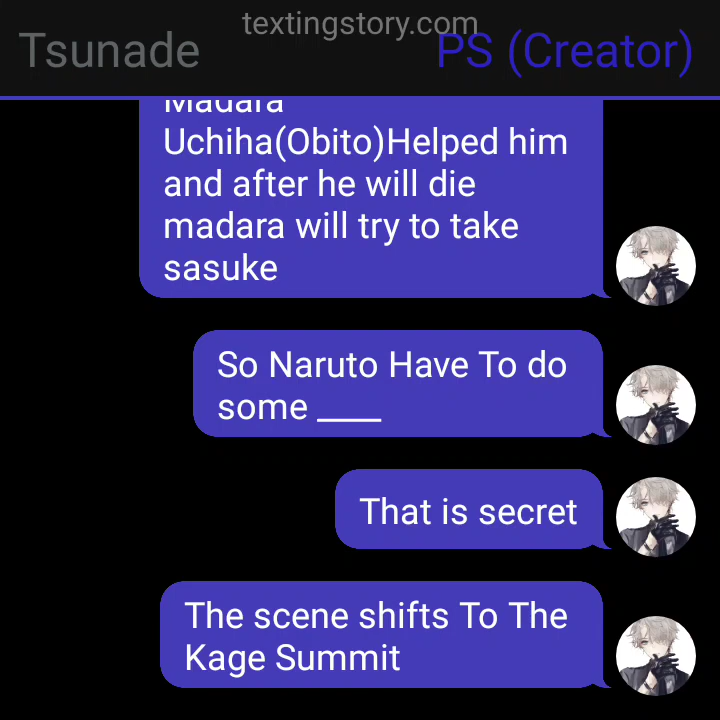 textingstory.com
Tsunade
PS (Creator)
Madara
Uchiha(Obito)Helped him
and after he will die
madara will try to take
sasuke
So Naruto Have To do
some ____
That is secret
The scene shifts To The
Kage Summit